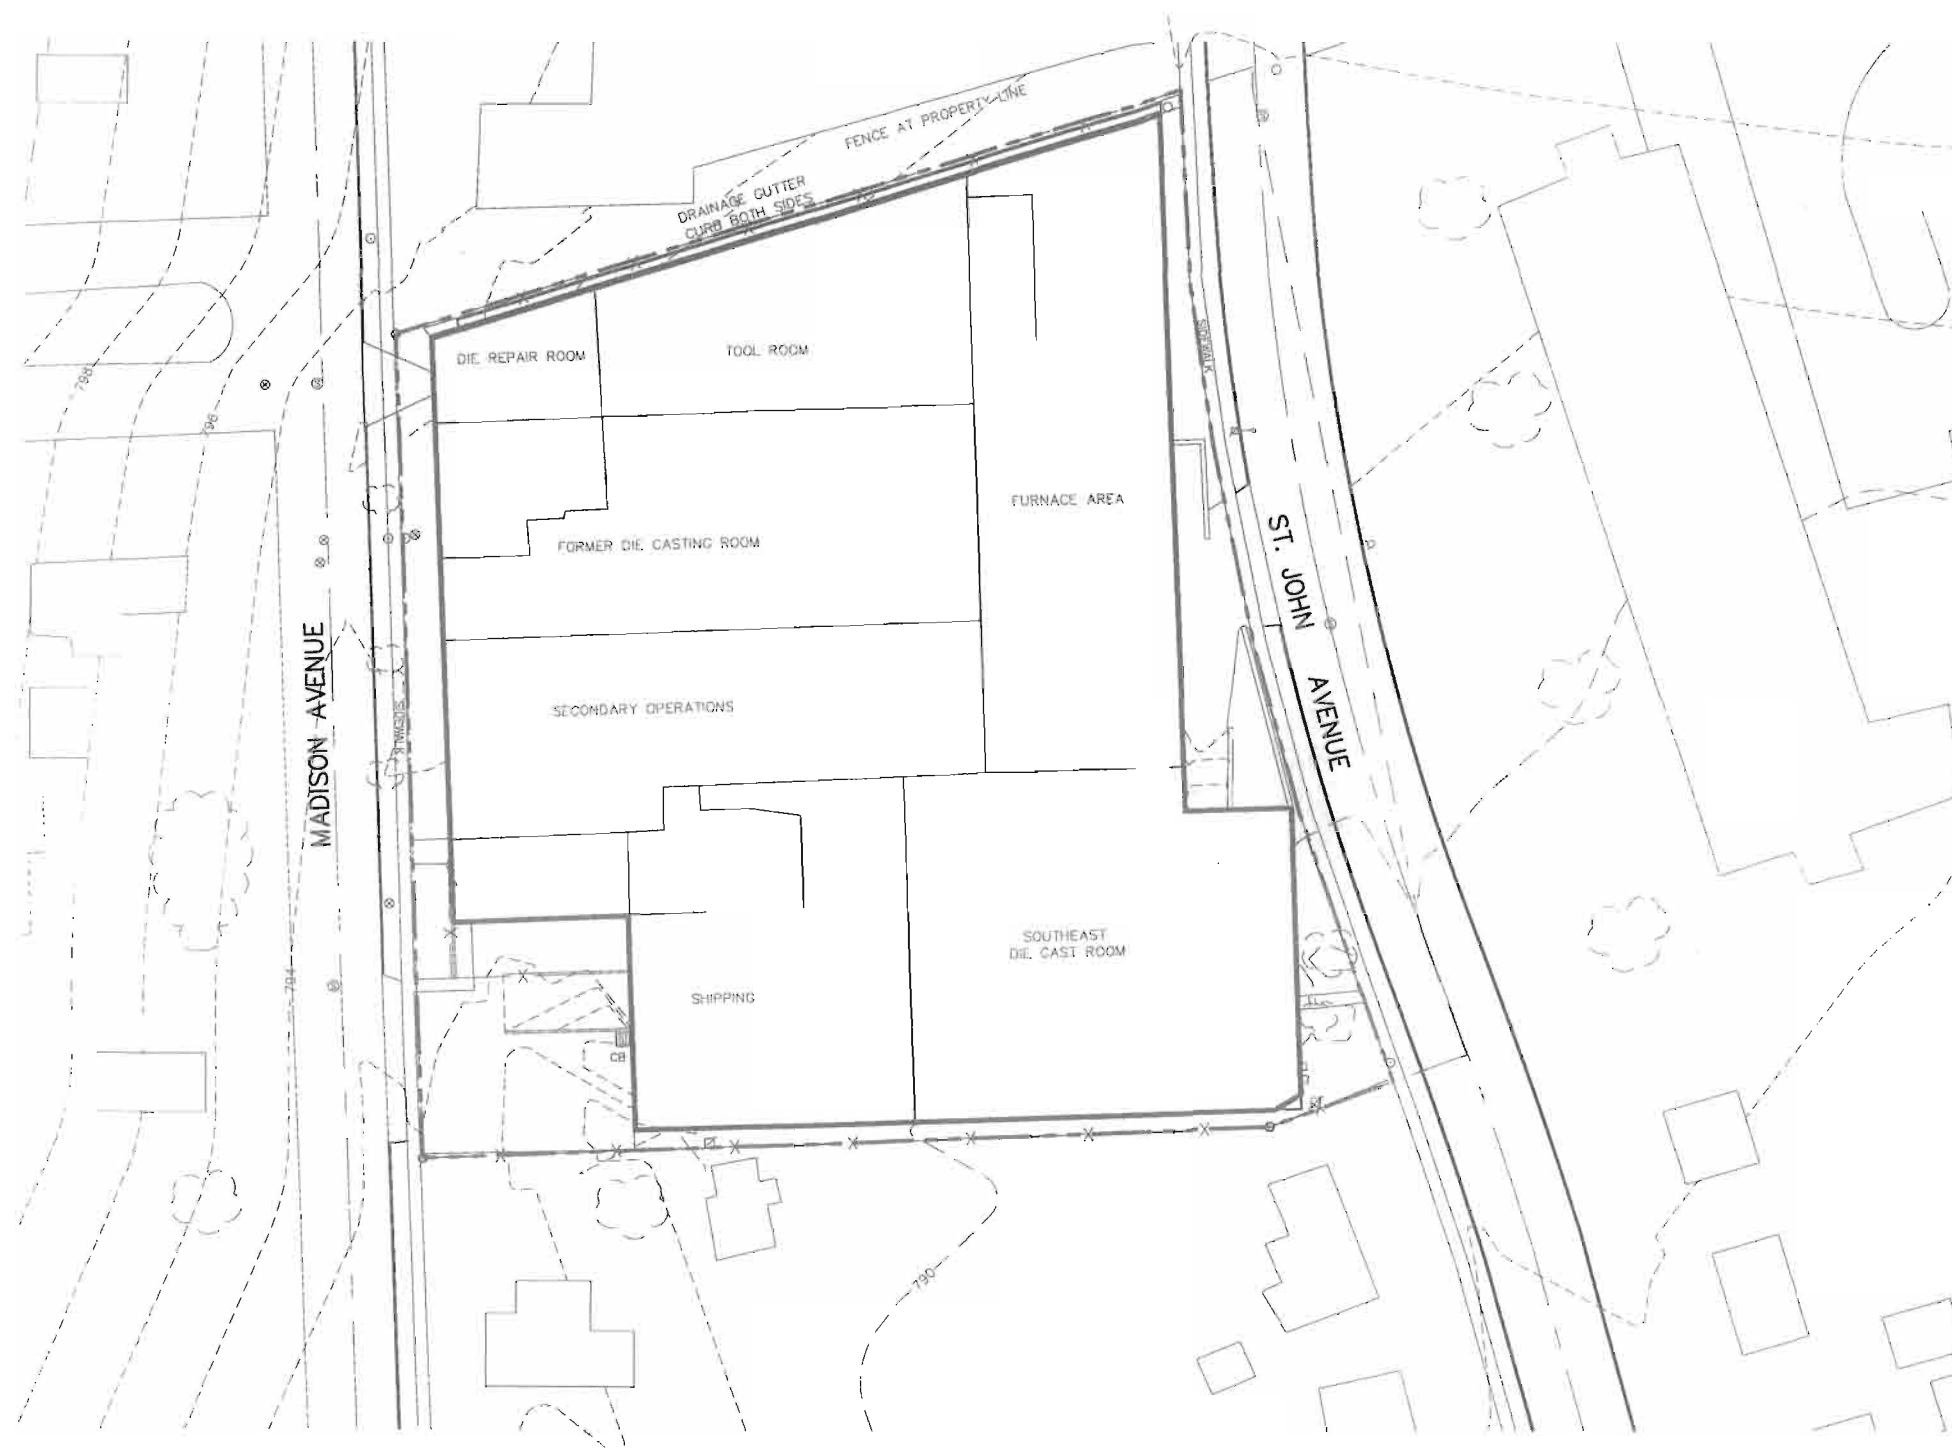 FENCE AT PROPERTY LINE
DRAINAGE GUTTER
CURB BOTH SIDES
DIE REPAIR ROOM
TOOL ROOM
SIDEWALK
798
796
FURNACE AREA
FORMER DIE CASTING ROOM
ST. JOHN AVENUE
MADISON AVENUE
SIDEWALK
SECONDARY OPERATIONS
SOUTHEAST
DIE CAST ROOM
794
SHIPPING
CB
790